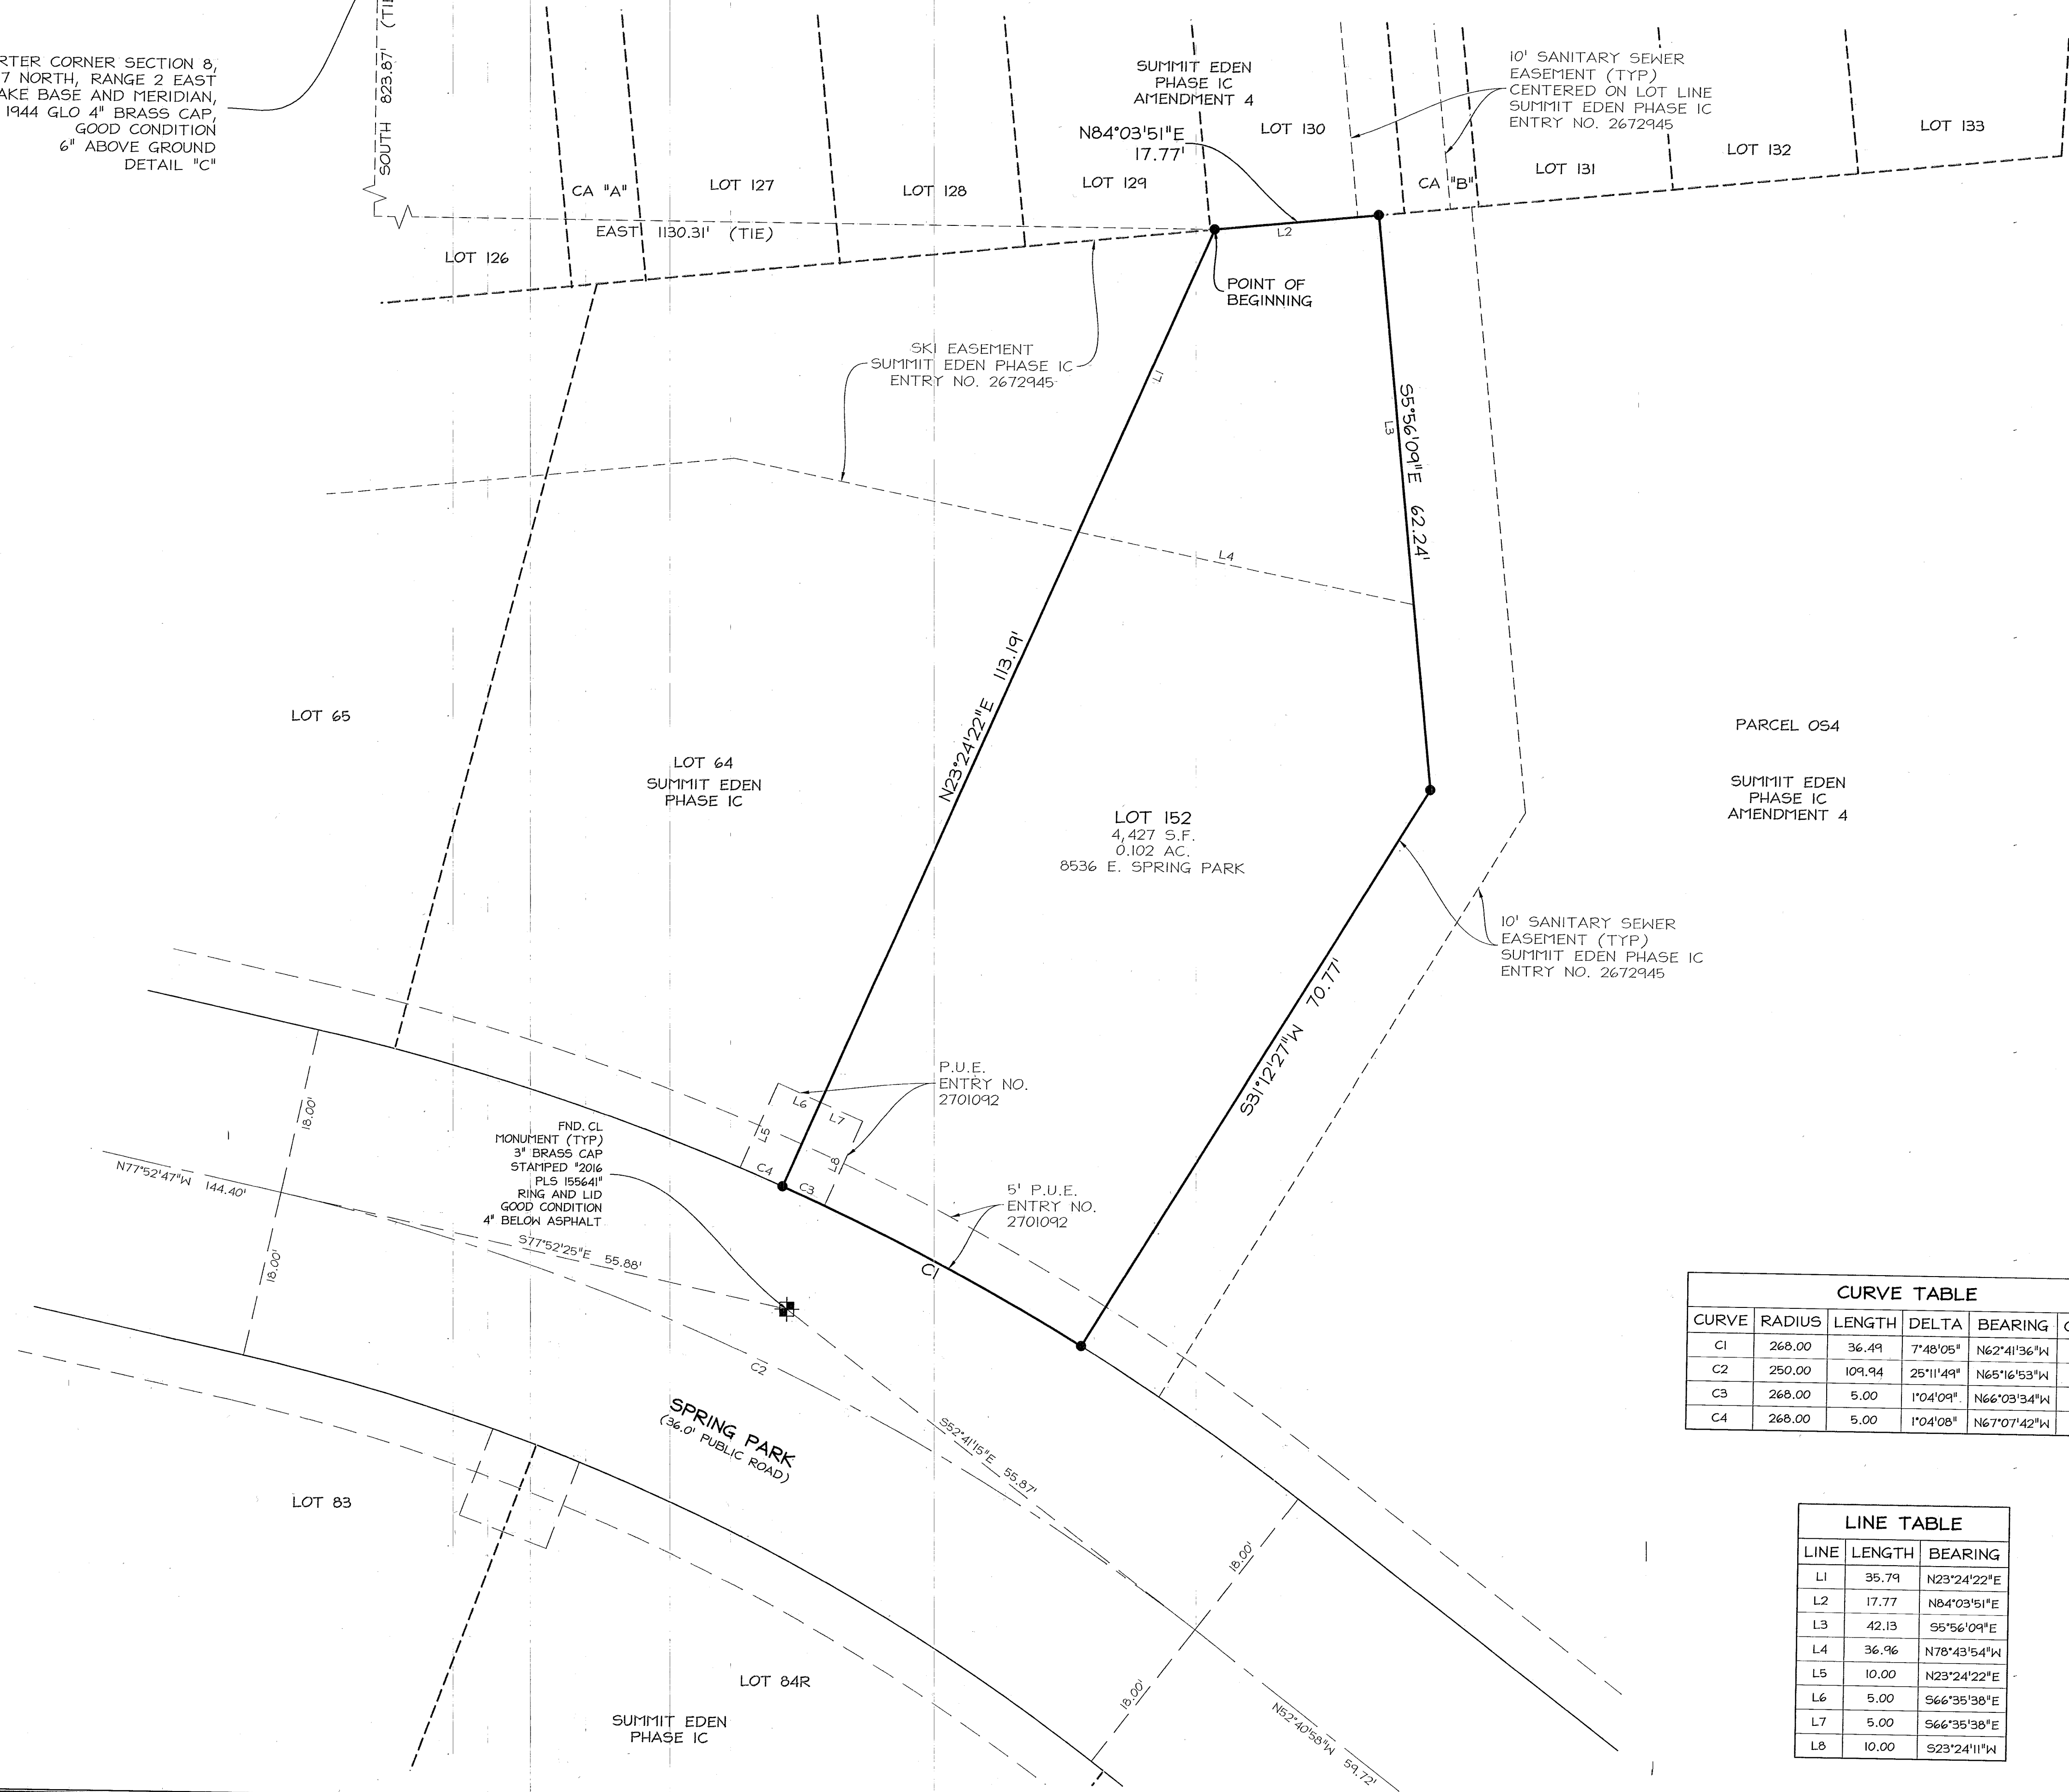 SOUTH 823.87'
RTER CORNER SECTION 8,
7 NORTH, RANGE 2 EAST
AKE BASE AND MERIDIAN,
1944 GLO 4" BRASS CAP,
GOOD CONDITION
6" ABOVE GROUND
DETAIL "C"
SUMMIT EDEN
PHASE 1C
AMENDMENT 4
N84°03'51"E
17.77'
LOT 130
10' SANITARY SEWER
EASEMENT (TYP)
CENTERED ON LOT LINE
SUMMIT EDEN PHASE 1C
ENTRY NO. 2672945
LOT 133
LOT 132
LOT 131
CA "B"
LOT 129
LOT 128
LOT 127
CA "A"
EAST 1130.31' (TIE)
LOT 126
L2
POINT OF
BEGINNING
SKI EASEMENT
SUMMIT EDEN PHASE 1C
ENTRY NO. 2672945
L1
L3
S5°56'09"E 62.24'
L4
N23°24'22"E 113.19'
LOT 65
LOT 64
SUMMIT EDEN
PHASE 1C
LOT 152
4,427 S.F.
0.102 AC.
8536 E. SPRING PARK
PARCEL OS4
SUMMIT EDEN
PHASE 1C
AMENDMENT 4
10' SANITARY SEWER
EASEMENT (TYP)
SUMMIT EDEN PHASE 1C
ENTRY NO. 2672945
S31°12'27"W 70.77'
P.U.E.
ENTRY NO.
2701092
L6
L7
L5
L8
C4
C3
18.00'
FND. CL
MONUMENT (TYP)
3" BRASS CAP
STAMPED "2016
PLS 155641"
RING AND LID
GOOD CONDITION
4" BELOW ASPHALT
N77°52'47"W 144.40'
18.00'
S77°52'25"E 55.88'
5' P.U.E.
ENTRY NO.
2701092
C1
C2
SPRING PARK
(36.0' PUBLIC ROAD)
S52°41'15"E 55.87'
LOT 83
18.00'
18.00'
LOT 84R
SUMMIT EDEN
PHASE 1C
N52°40'58"W 59.72'
CURVE TABLE
CURVE RADIUS LENGTH DELTA BEARING
C1 268.00 36.49 7°48'05" N62°41'36"W
C2 250.00 109.94 25°11'49" N65°16'53"W
C3 268.00 5.00 1°04'09" N66°03'34"W
C4 268.00 5.00 1°04'08" N67°07'42"W
LINE TABLE
LINE LENGTH BEARING
L1 35.79 N23°24'22"E
L2 17.77 N84°03'51"E
L3 42.13 S5°56'09"E
L4 36.96 N78°43'54"W
L5 10.00 N23°24'22"E
L6 5.00 S66°35'38"E
L7 5.00 S66°35'38"E
L8 10.00 S23°24'11"W